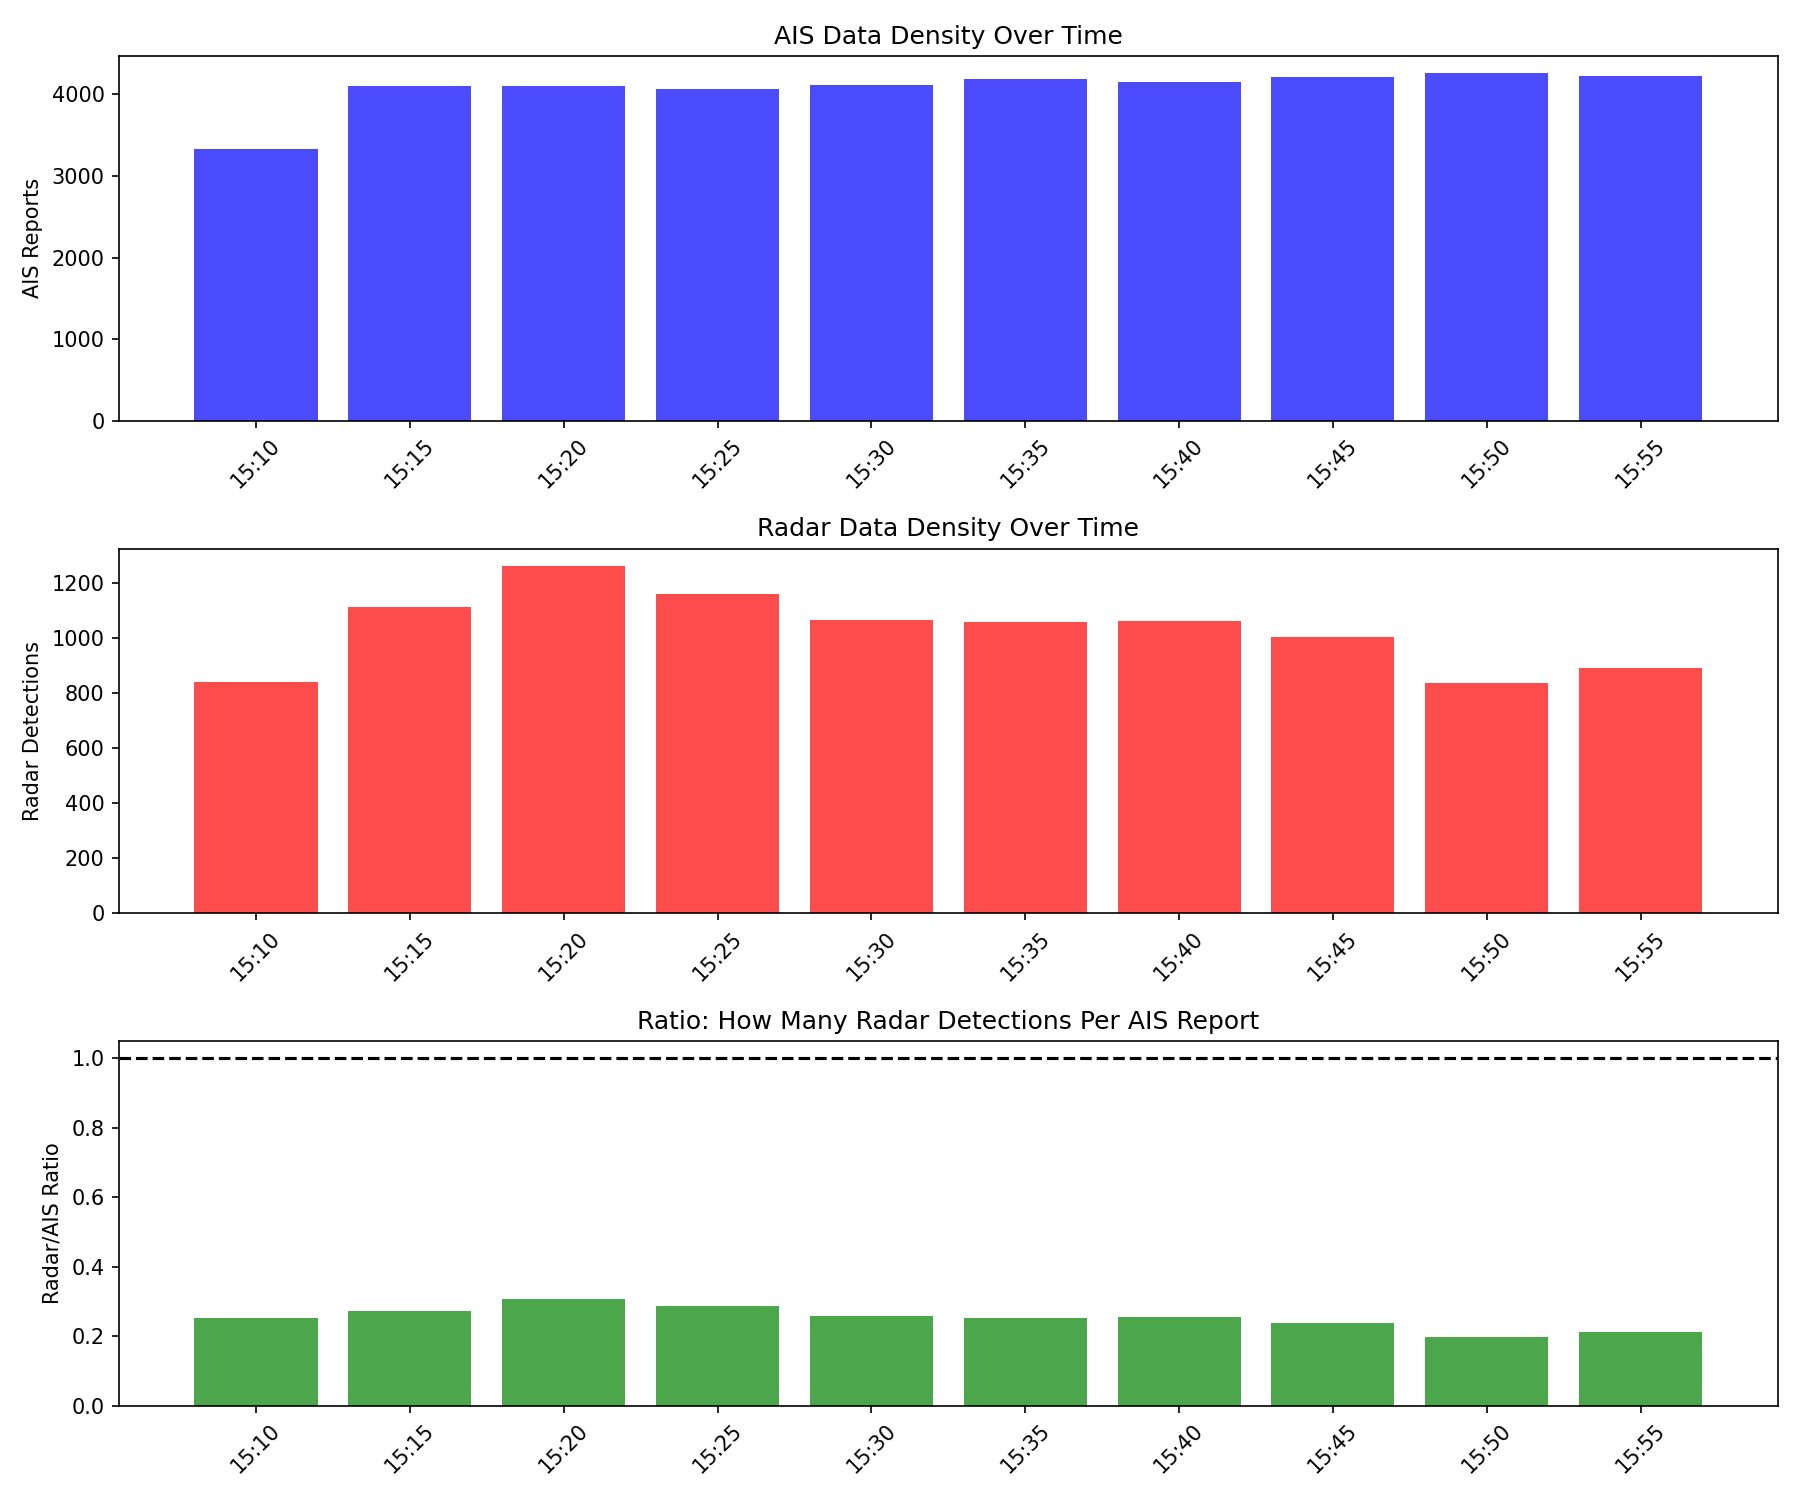 AIS Data Density Over Time
AIS Reports
4000
3000
2000
1000
0
15:10 15:15 15:20 15:25 15:30 15:35 15:40 15:45 15:50 15:55
Radar Data Density Over Time
Radar Detections
1200
1000
800
600
400
200
0
15:10 15:15 15:20 15:25 15:30 15:35 15:40 15:45 15:50 15:55
Ratio: How Many Radar Detections Per AIS Report
Radar/AIS Ratio
1.0
0.8
0.6
0.4
0.2
0.0
15:10 15:15 15:20 15:25 15:30 15:35 15:40 15:45 15:50 15:55